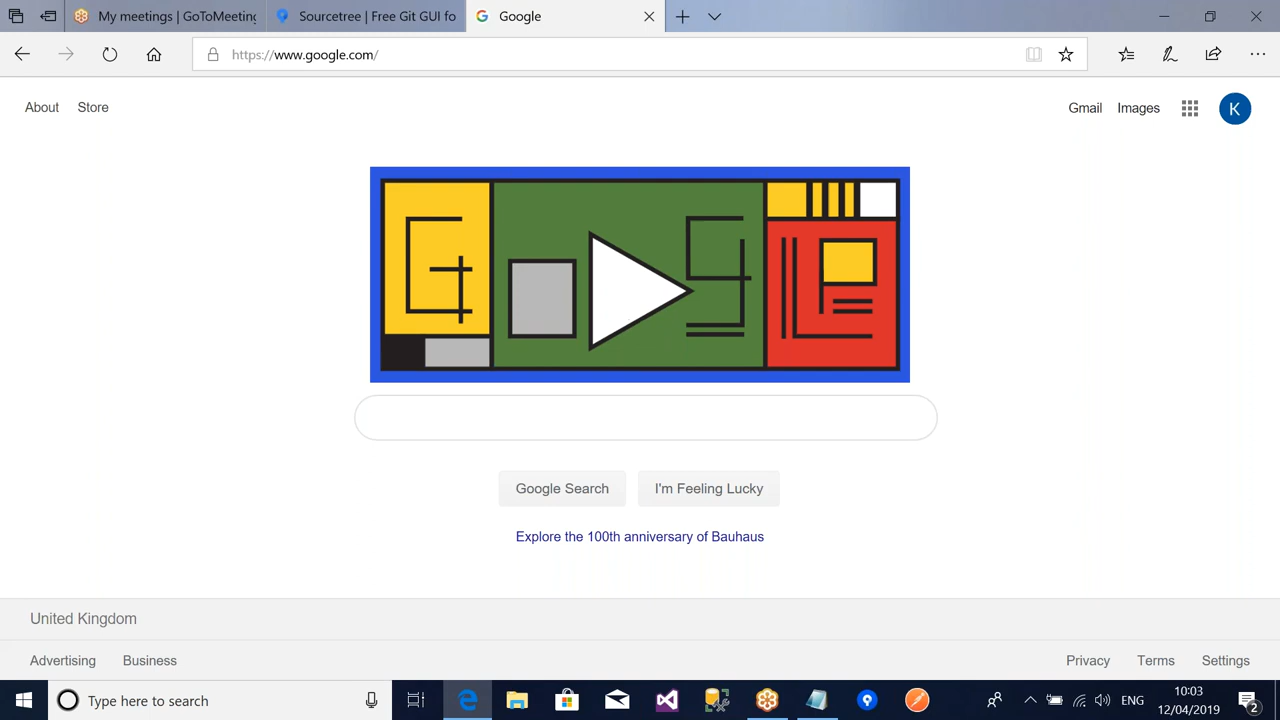 My meetings | GoToMeeting
Sourcetree | Free Git GUI fo
Google
https://www.google.com/
About
Store
Gmail
Images
K
Google
Google Search
I'm Feeling Lucky
Explore the 100th anniversary of Bauhaus
United Kingdom
Advertising
Business
Privacy
Terms
Settings
Type here to search
ENG
10:03
12/04/2019
2